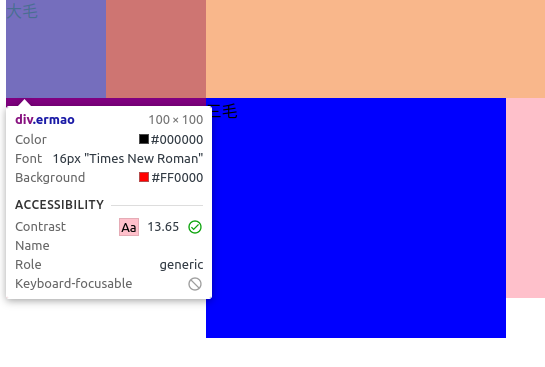 大毛
三毛
div.ermao 100 × 100
Color #000000
Font 16px "Times New Roman"
Background #FF0000
ACCESSIBILITY
Contrast Aa 13.65
Name
Role generic
Keyboard-focusable